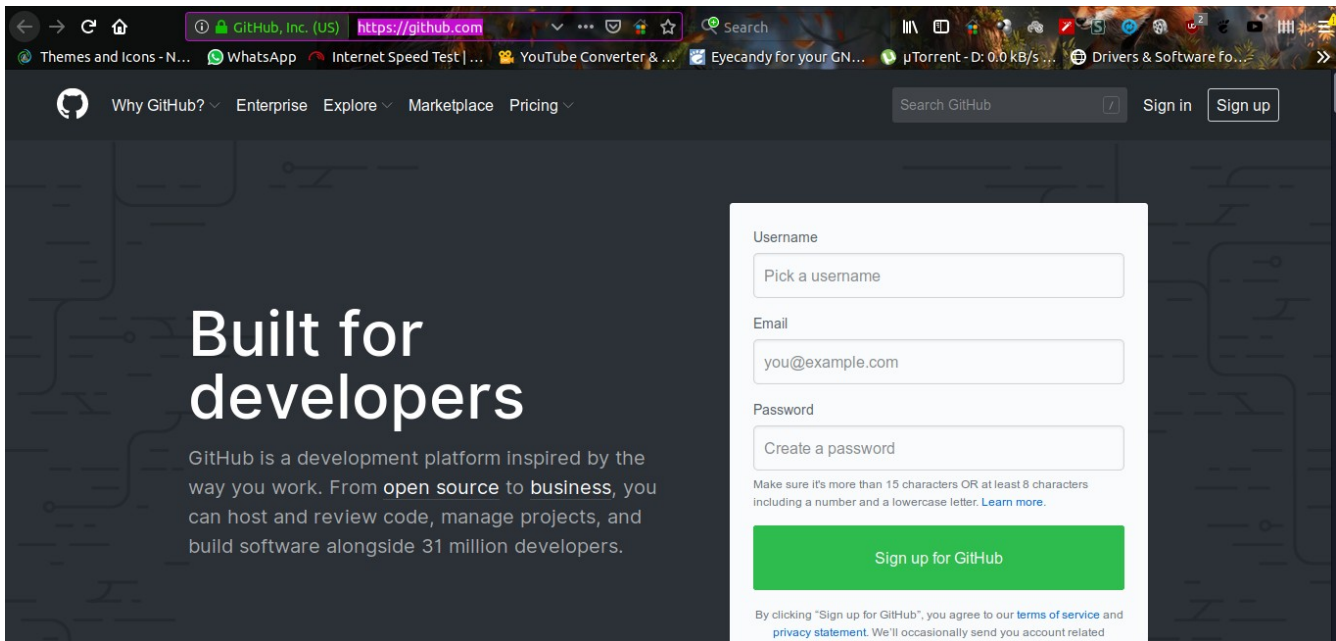 GitHub, Inc. (US) https://github.com Search
2
Themes and Icons - N... WhatsApp Internet Speed Test | ... YouTube Converter & ... Eyecandy for your GN... µTorrent - D: 0.0 kB/s ... Drivers & Software fo... »
Why GitHub? Enterprise Explore Marketplace Pricing Search GitHub / Sign in Sign up
Username
Pick a username
Email
you@example.com
Password
Create a password
Make sure it's more than 15 characters OR at least 8 characters
including a number and a lowercase letter. Learn more.
Sign up for GitHub
By clicking “Sign up for GitHub”, you agree to our terms of service and
privacy statement. We’ll occasionally send you account related
Built for
developers
GitHub is a development platform inspired by the
way you work. From open source to business, you
can host and review code, manage projects, and
build software alongside 31 million developers.